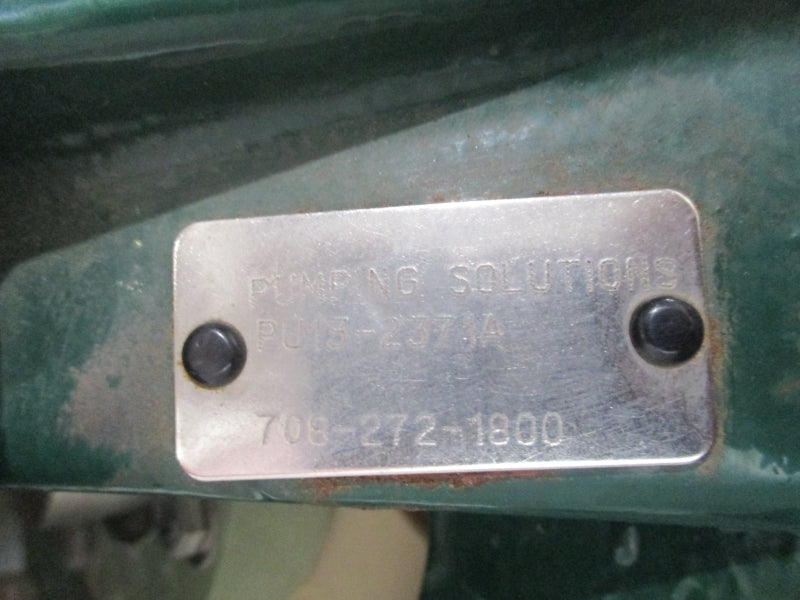 PUMPING SOLUTIONS
PU13-2371A
708-272-1800